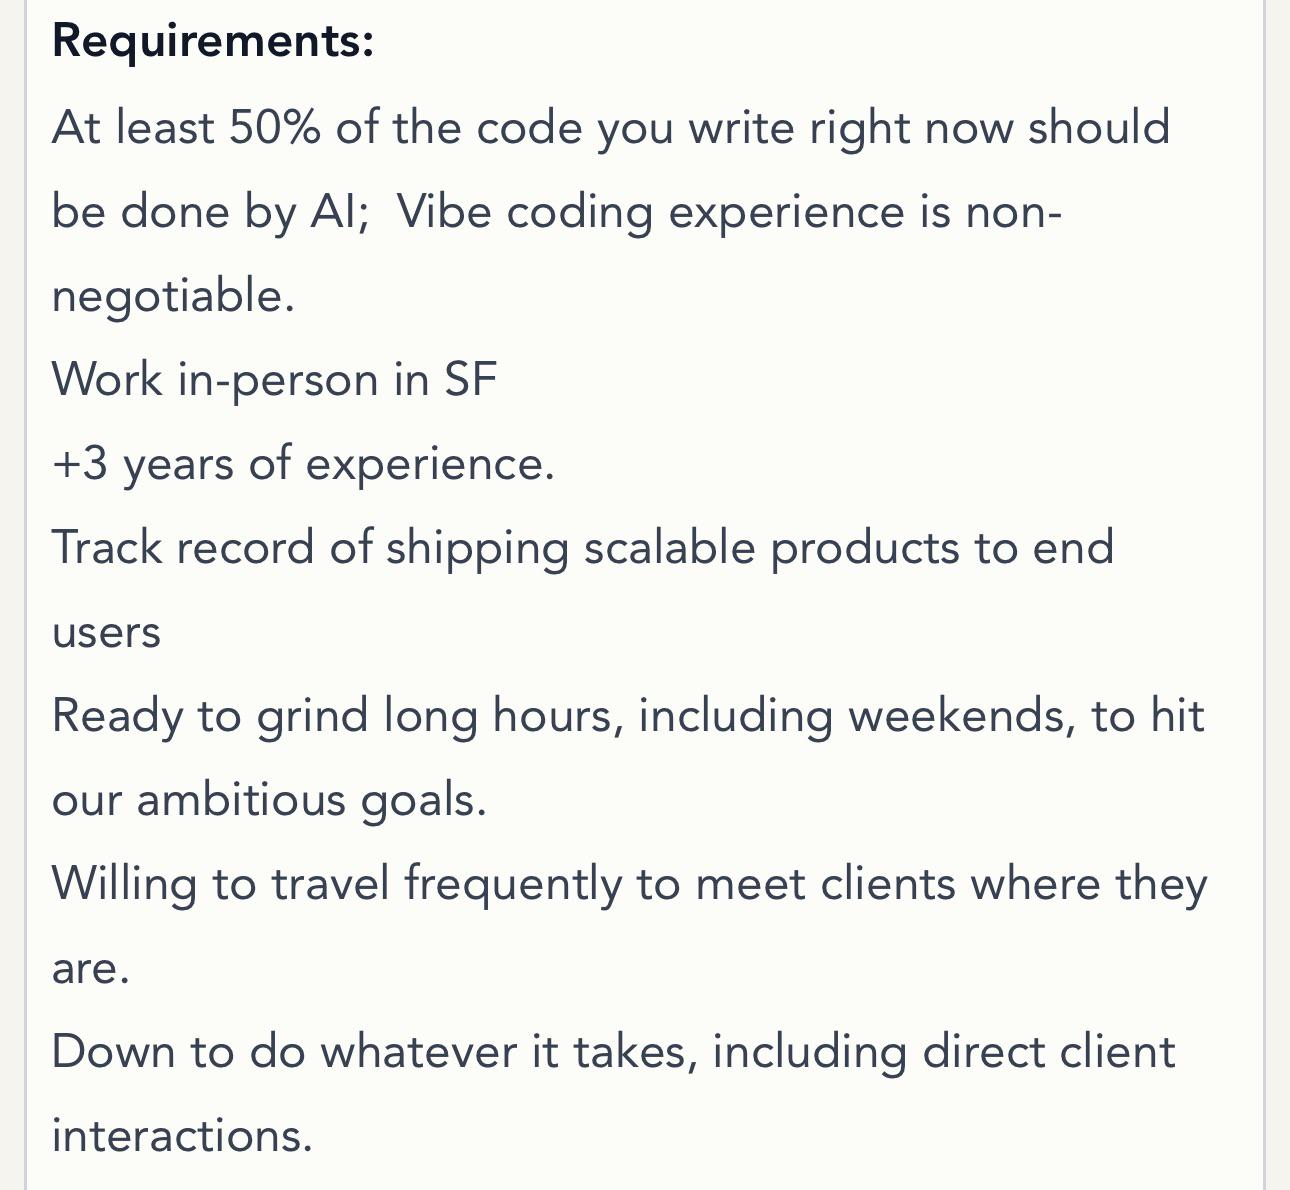 Requirements:
At least 50% of the code you write right now should
be done by AI;  Vibe coding experience is non-
negotiable.
Work in-person in SF
+3 years of experience.
Track record of shipping scalable products to end
users
Ready to grind long hours, including weekends, to hit
our ambitious goals.
Willing to travel frequently to meet clients where they
are.
Down to do whatever it takes, including direct client
interactions.